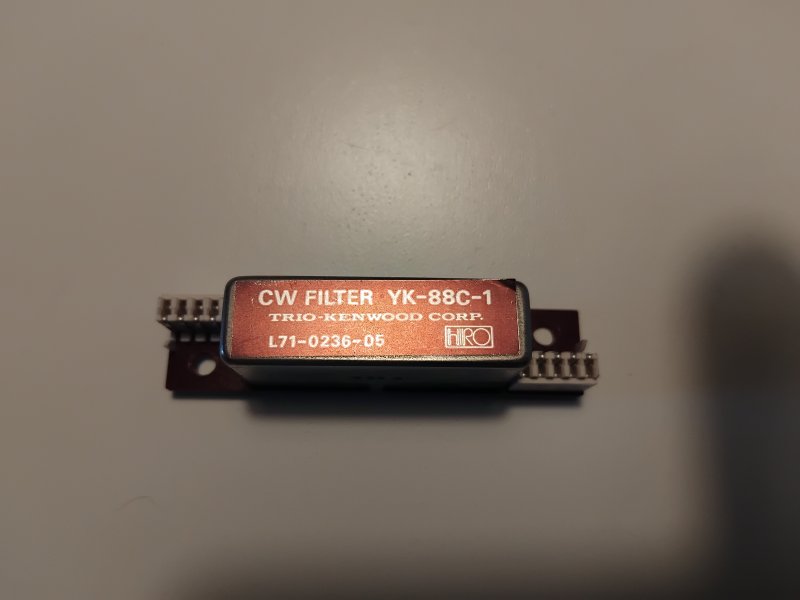 CW FILTER YK-88C-1
TRIO-KENWOOD CORP.
L71-0236-05 HIRO